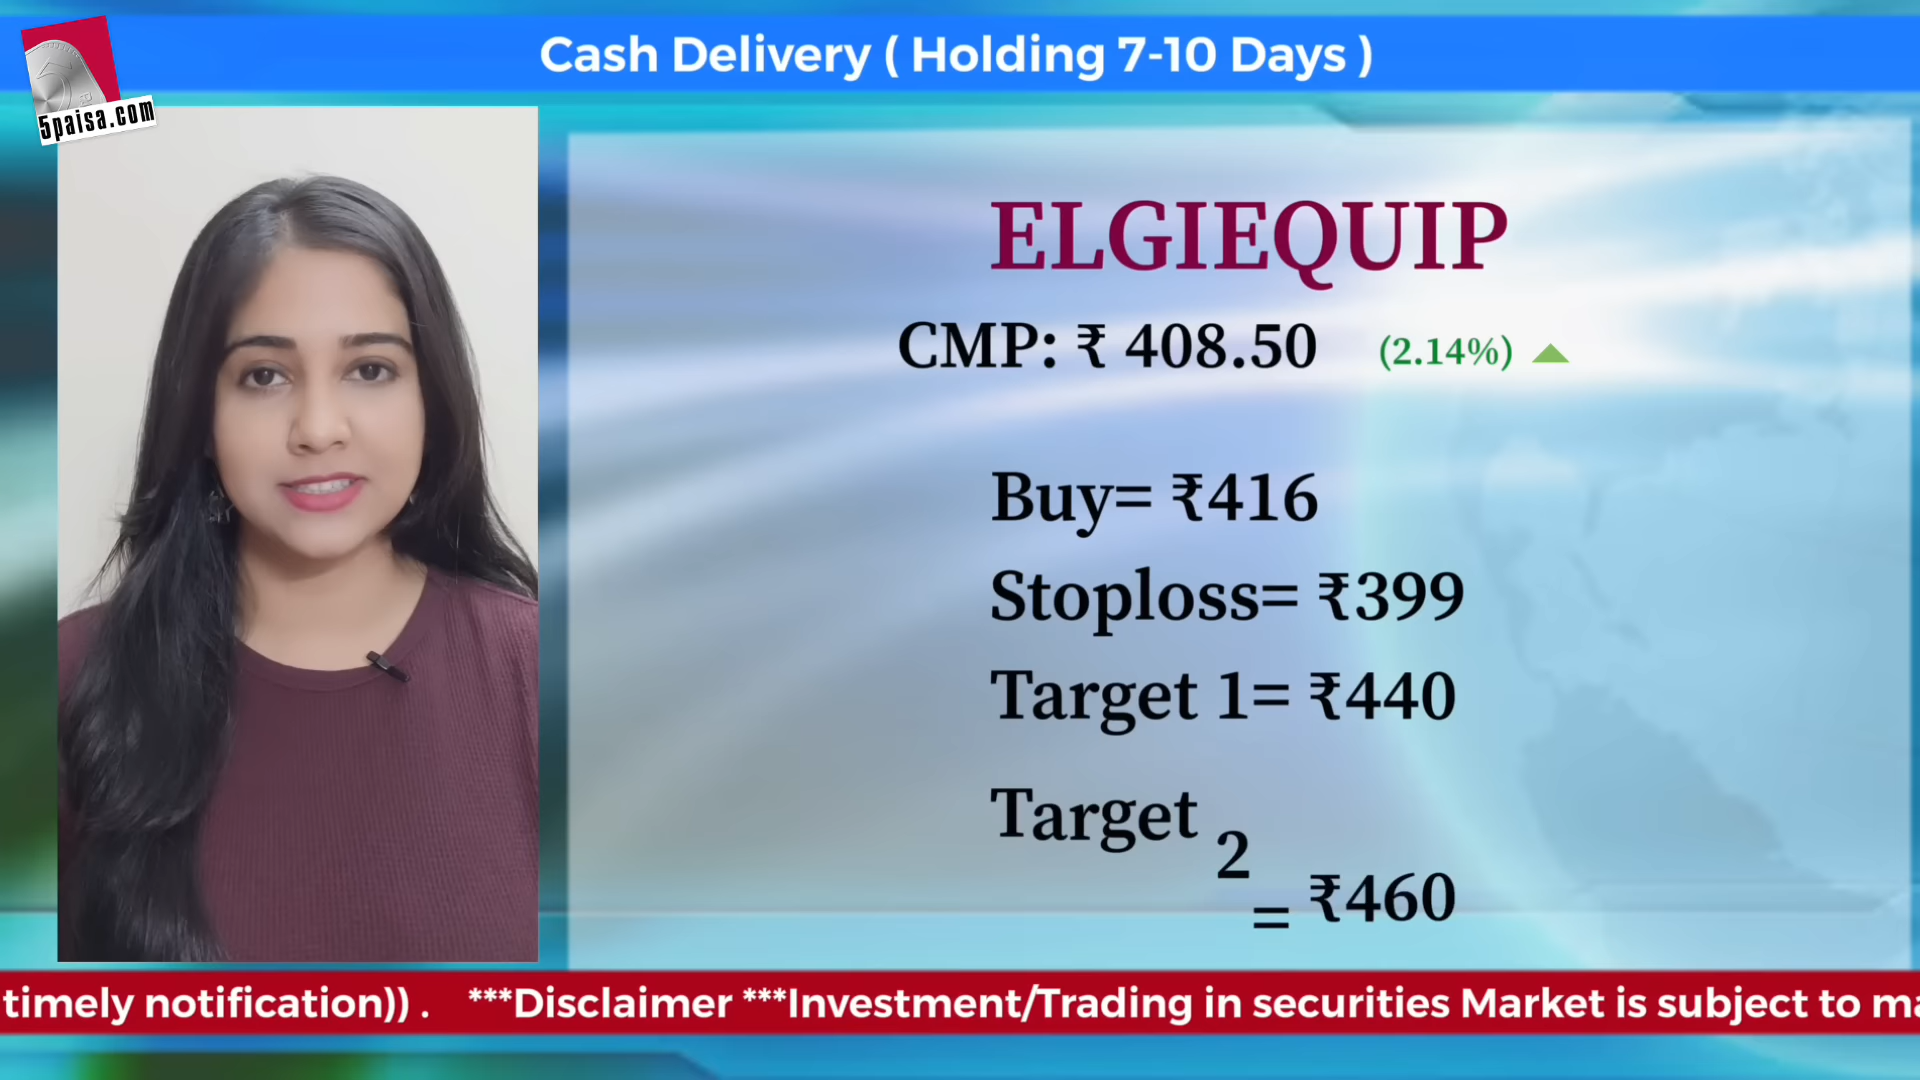 Cash Delivery ( Holding 7-10 Days )
5paisa.com
ELGIEQUIP
CMP: ₹ 408.50 (2.14%)
Buy= ₹416
Stoploss= ₹399
Target 1= ₹440
Target 2 = ₹460
timely notification)) . ***Disclaimer ***Investment/Trading in securities Market is subject to ma